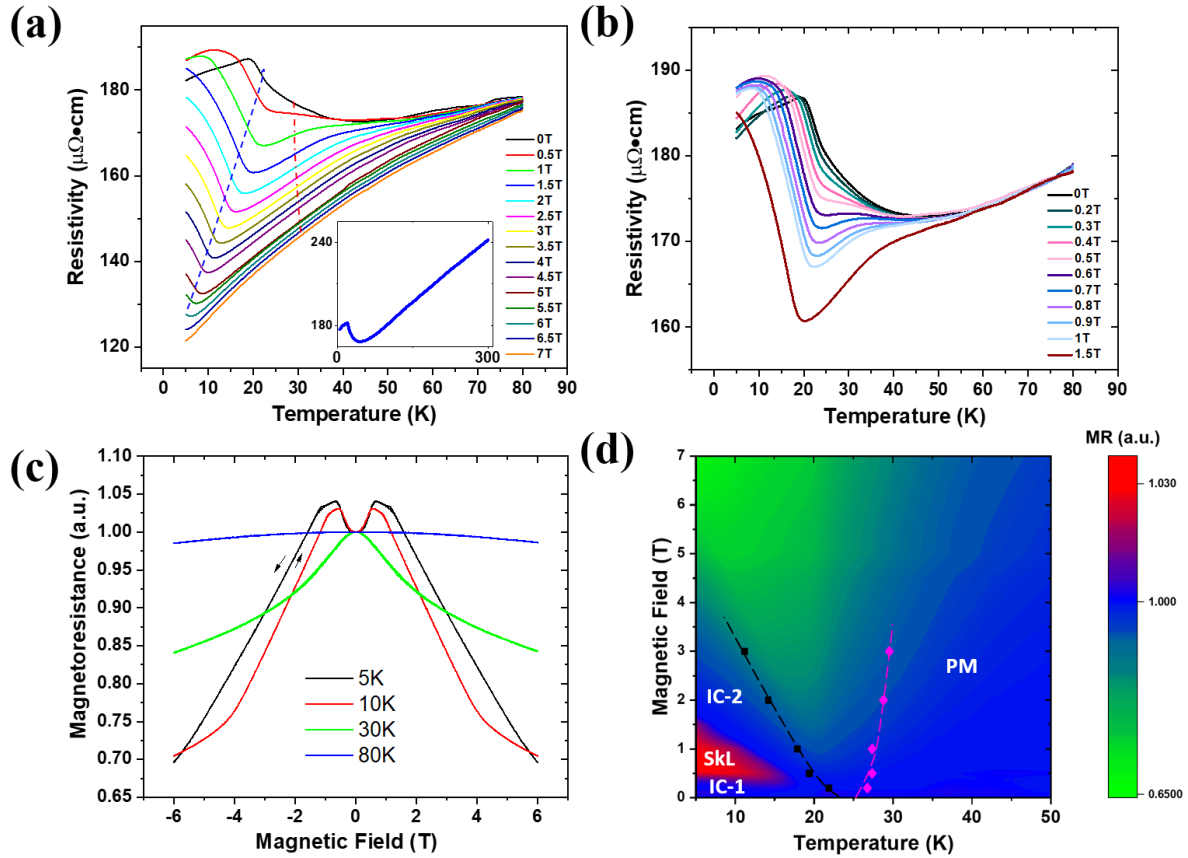 (a)
180
160
140
120
Resistivity (μΩ•cm)
0 10 20 30 40 50 60 70 80 90
Temperature (K)
0T
0.5T
1T
1.5T
2T
2.5T
3T
3.5T
4T
4.5T
5T
5.5T
6T
6.5T
7T
240
180
0 300
(b)
190
180
170
160
Resistivity (μΩ•cm)
0 10 20 30 40 50 60 70 80 90
Temperature (K)
0T
0.2T
0.3T
0.4T
0.5T
0.6T
0.7T
0.8T
0.9T
1T
1.5T
(c)
1.10
1.05
1.00
0.95
0.90
0.85
0.80
0.75
0.70
0.65
Magnetoresistance (a.u.)
-6 -4 -2 0 2 4 6
Magnetic Field (T)
5K
10K
30K
80K
(d)
MR (a.u.)
1.030
1.000
0.6500
7
6
5
4
3
2
1
0
Magnetic Field (T)
10 20 30 40 50
Temperature (K)
PM
IC-2
SkL
IC-1